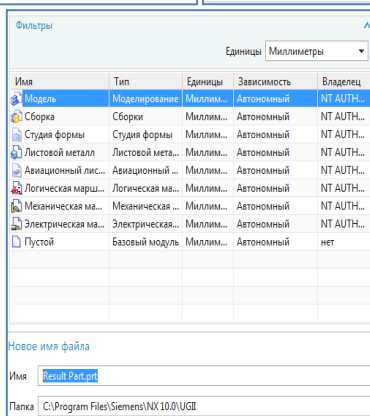 Фильтры
Единицы Миллиметры
Имя Тип Единицы Зависимость Владелец
Модель Моделирование Миллим... Автономный NT AUTH...
Сборка Сборки Миллим... Автономный NT AUTH...
Студия формы Студия формы Миллим... Автономный NT AUTH...
Листовой металл Листовой мета... Миллим... Автономный NT AUTH...
Авиационный лис... Авиационный ... Миллим... Автономный NT AUTH...
Логическая марш... Логическая ма... Миллим... Автономный NT AUTH...
Механическая ма... Механическая ... Миллим... Автономный NT AUTH...
Электрическая ма... Электрическая... Миллим... Автономный NT AUTH...
Пустой Базовый модуль Миллим... Автономный нет
Новое имя файла
Имя Result Part.prt
Папка C:\Program Files\Siemens\NX 10.0\UGII